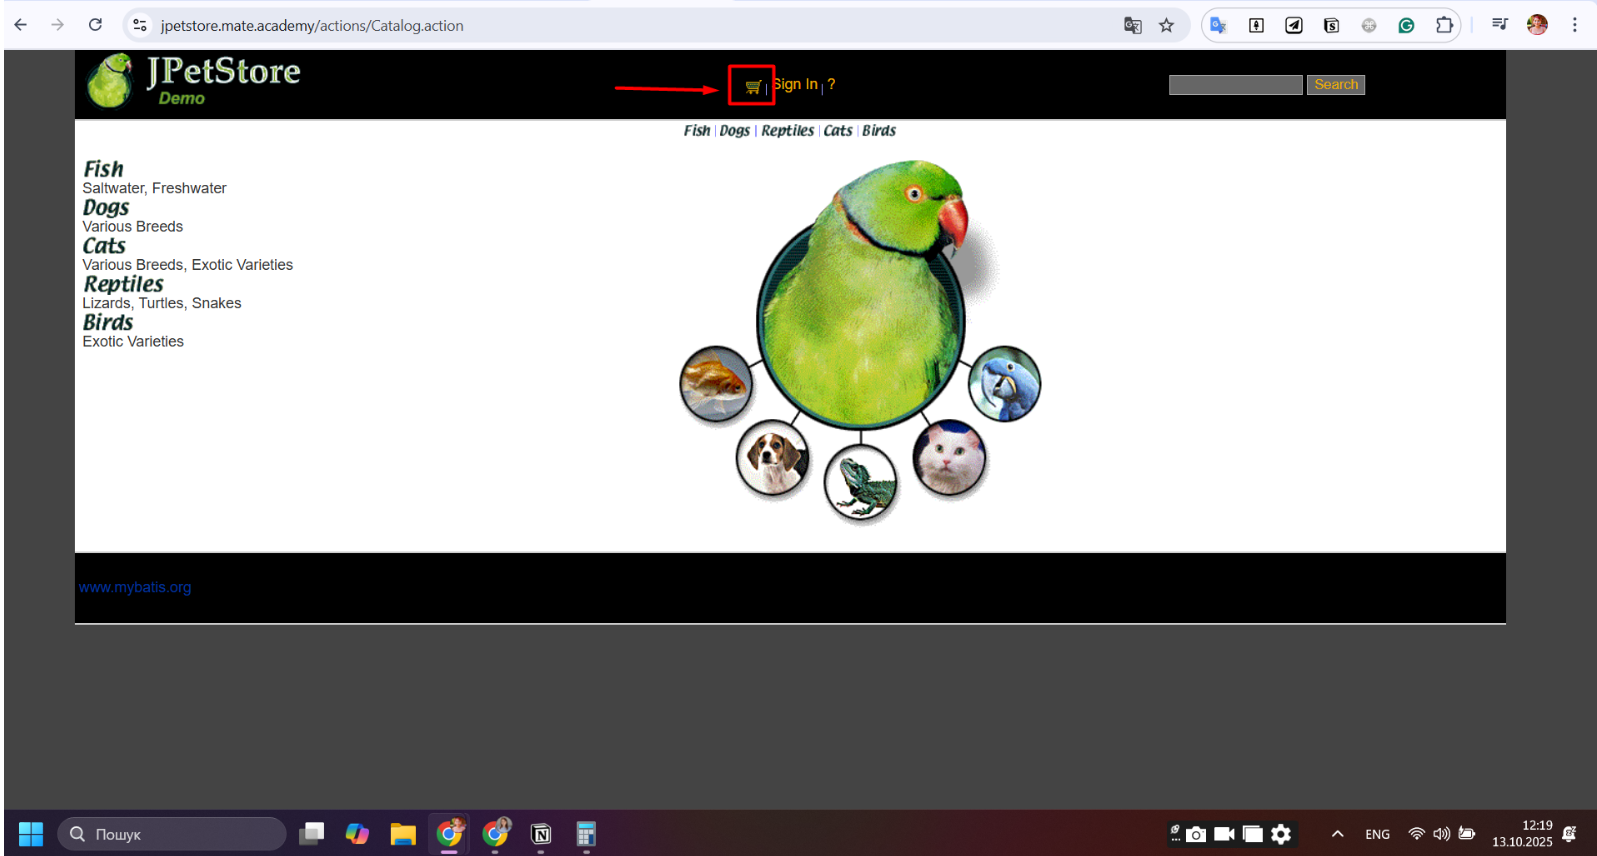 jpetstore.mate.academy/actions/Catalog.action
JPetStore
Demo
Sign In | ?
Search
Fish | Dogs | Reptiles | Cats | Birds
Fish
Saltwater, Freshwater
Dogs
Various Breeds
Cats
Various Breeds, Exotic Varieties
Reptiles
Lizards, Turtles, Snakes
Birds
Exotic Varieties
www.mybatis.org
Пошук
ENG
12:19
13.10.2025